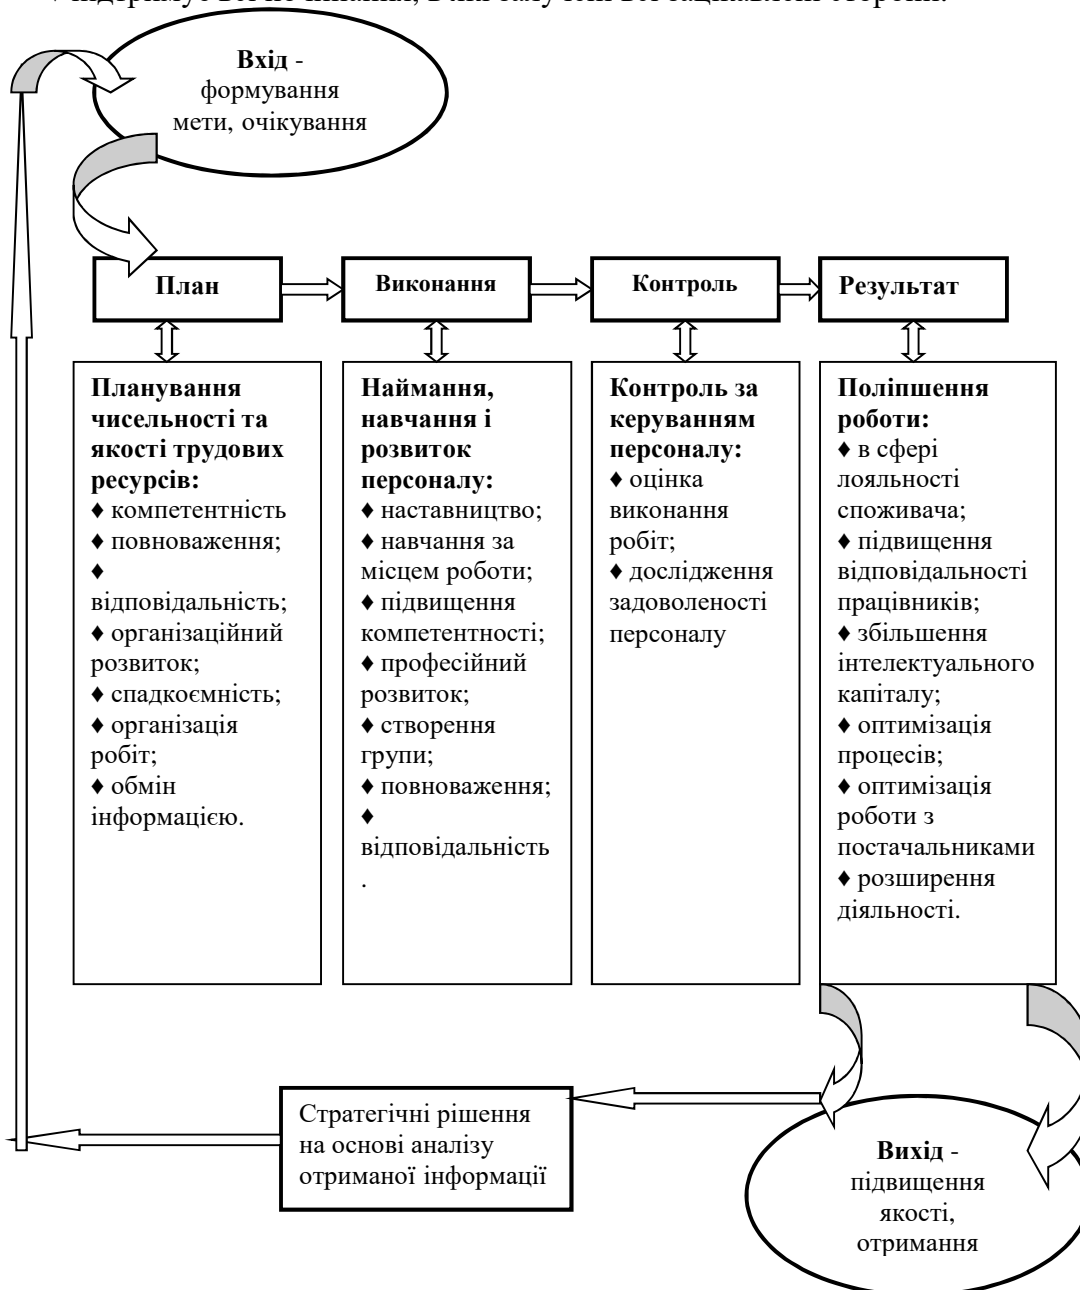 Вхід -
формування
мети, очікування
План
Виконання
Контроль
Результат
Планування
чисельності та
якості трудових
ресурсів:
♦ компетентність
♦ повноваження;
♦
відповідальність;
♦ організаційний
розвиток;
♦ спадкоємність;
♦ організація
робіт;
♦ обмін
інформацією.
Наймання,
навчання і
розвиток
персоналу:
♦ наставництво;
♦ навчання за
місцем роботи;
♦ підвищення
компетентності;
♦ професійний
розвиток;
♦ створення
групи;
♦ повноваження;
♦
відповідальність
.
Контроль за
керуванням
персоналу:
♦ оцінка
виконання
робіт;
♦ дослідження
задоволеності
персоналу
Поліпшення
роботи:
♦ в сфері
лояльності
споживача;
♦ підвищення
відповідальності
працівників;
♦ збільшення
інтелектуального
капіталу;
♦ оптимізація
процесів;
♦ оптимізація
роботи з
постачальниками
♦ розширення
діяльності.
Стратегічні рішення
на основі аналізу
отриманої інформації
Вихід -
підвищення
якості,
отримання